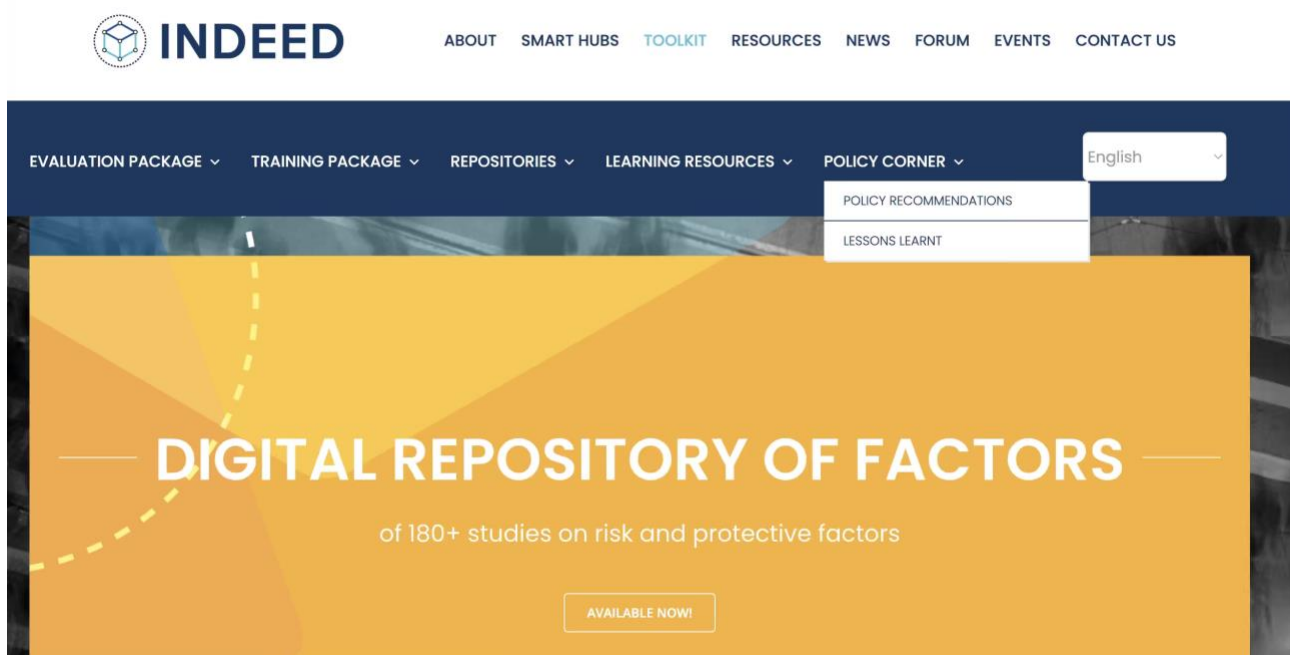 INDEED
ABOUT SMART HUBS TOOLKIT RESOURCES NEWS FORUM EVENTS CONTACT US
EVALUATION PACKAGE TRAINING PACKAGE REPOSITORIES LEARNING RESOURCES POLICY CORNER English
POLICY RECOMMENDATIONS
LESSONS LEARNT
DIGITAL REPOSITORY OF FACTORS
of 180+ studies on risk and protective factors
AVAILABLE NOW!